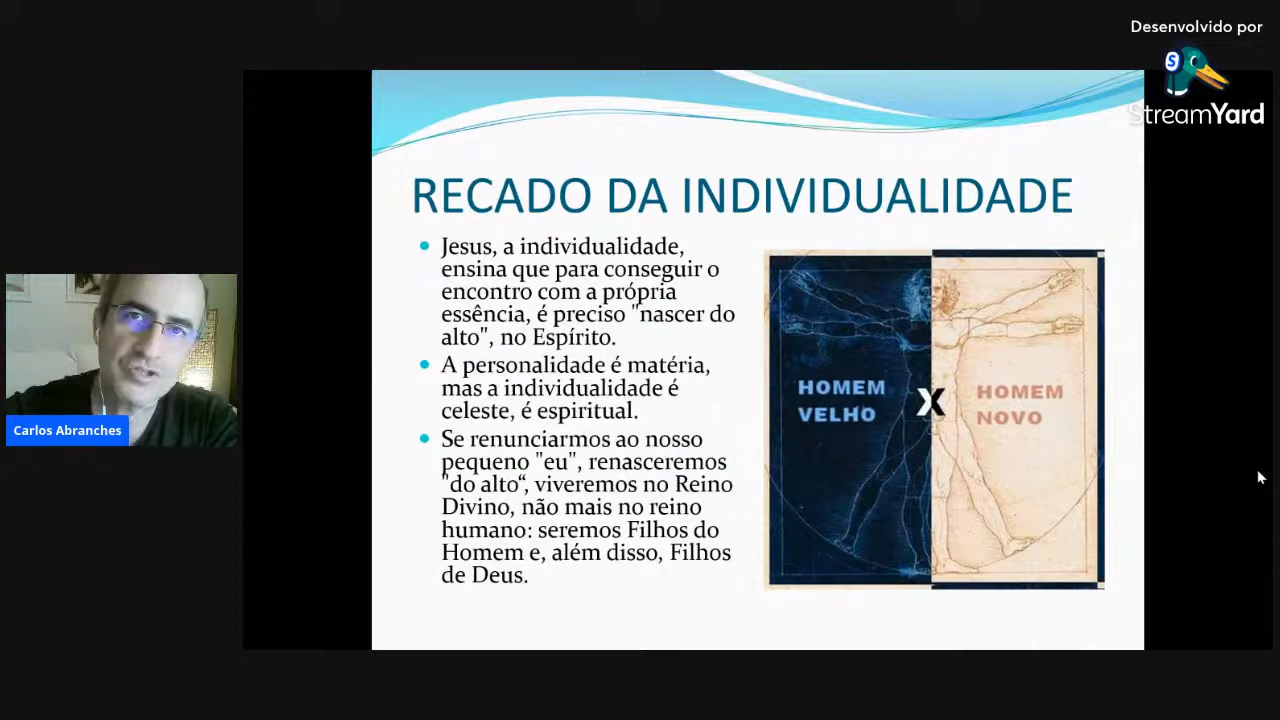 Desenvolvido por
StreamYard
RECADO DA INDIVIDUALIDADE
• Jesus, a individualidade,
ensina que para conseguir o
encontro com a própria
essência, é preciso "nascer do
alto", no Espírito.
• A personalidade é matéria,
mas a individualidade é
celeste, é espiritual.
• Se renunciarmos ao nosso
pequeno "eu", renasceremos
"do alto“, viveremos no Reino
Divino, não mais no reino
humano: seremos Filhos do
Homem e, além disso, Filhos
de Deus.
HOMEM
VELHO
X
HOMEM
NOVO
Carlos Abranches